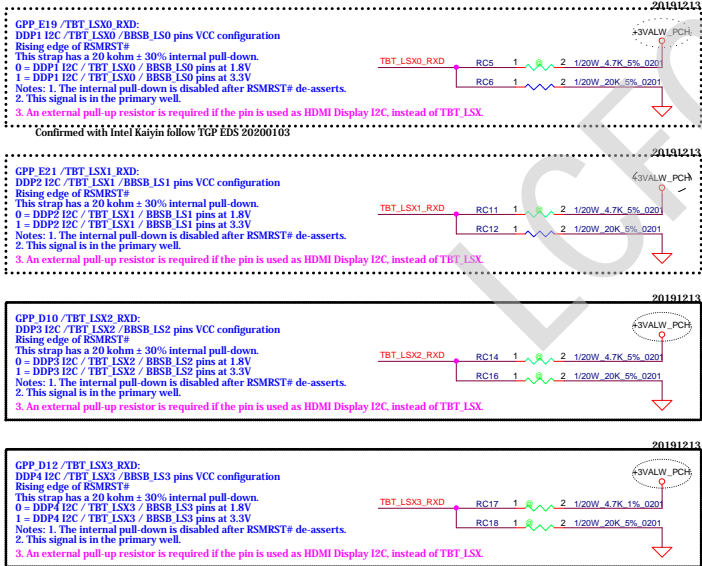 20191213
GPP_E19 /TBT_LSX0_RXD:
DDP1 I2C /TBT_LSX0 /BBSB_LS0 pins VCC configuration
Rising edge of RSMRST#
This strap has a 20 kohm ± 30% internal pull-down.
0 = DDP1 I2C / TBT_LSX0 / BBSB_LS0 pins at 1.8V
1 = DDP1 I2C / TBT_LSX0 / BBSB_LS0 pins at 3.3V
Notes: 1. The internal pull-down is disabled after RSMRST# de-asserts.
2. This signal is in the primary well.
3. An external pull-up resistor is required if the pin is used as HDMI Display I2C, instead of TBT_LSX.
+3VALW_PCH
TBT_LSX0_RXD RC5 1 @ 2 1/20W_4.7K_5%_0201
RC6 1 2 1/20W_20K_5%_0201
Confirmed with Intel Kaiyin follow TGP EDS 20200103
20191213
GPP_E21 /TBT_LSX1_RXD:
DDP2 I2C /TBT_LSX1 /BBSB_LS1 pins VCC configuration
Rising edge of RSMRST#
This strap has a 20 kohm ± 30% internal pull-down.
0 = DDP2 I2C / TBT_LSX1 / BBSB_LS1 pins at 1.8V
1 = DDP2 I2C / TBT_LSX1 / BBSB_LS1 pins at 3.3V
Notes: 1. The internal pull-down is disabled after RSMRST# de-asserts.
2. This signal is in the primary well.
3. An external pull-up resistor is required if the pin is used as HDMI Display I2C, instead of TBT_LSX.
+3VALW_PCH
TBT_LSX1_RXD RC11 1 @ 2 1/20W_4.7K_5%_0201
RC12 1 2 1/20W_20K_5%_0201
20191213
GPP_D10 /TBT_LSX2_RXD:
DDP3 I2C /TBT_LSX2 /BBSB_LS2 pins VCC configuration
Rising edge of RSMRST#
This strap has a 20 kohm ± 30% internal pull-down.
0 = DDP3 I2C / TBT_LSX2 / BBSB_LS2 pins at 1.8V
1 = DDP3 I2C / TBT_LSX2 / BBSB_LS2 pins at 3.3V
Notes: 1. The internal pull-down is disabled after RSMRST# de-asserts.
2. This signal is in the primary well.
3. An external pull-up resistor is required if the pin is used as HDMI Display I2C, instead of TBT_LSX.
+3VALW_PCH
TBT_LSX2_RXD RC14 1 @ 2 1/20W_4.7K_5%_0201
RC16 1 @ 2 1/20W_20K_5%_0201
20191213
GPP_D12 /TBT_LSX3_RXD:
DDP4 I2C /TBT_LSX3 /BBSB_LS3 pins VCC configuration
Rising edge of RSMRST#
This strap has a 20 kohm ± 30% internal pull-down.
0 = DDP4 I2C / TBT_LSX3 / BBSB_LS3 pins at 1.8V
1 = DDP4 I2C / TBT_LSX3 / BBSB_LS3 pins at 3.3V
Notes: 1. The internal pull-down is disabled after RSMRST# de-asserts.
2. This signal is in the primary well.
3. An external pull-up resistor is required if the pin is used as HDMI Display I2C, instead of TBT_LSX.
+3VALW_PCH
TBT_LSX3_RXD RC17 1 @ 2 1/20W_4.7K_1%_0201
RC18 1 @ 2 1/20W_20K_5%_0201
LCFC